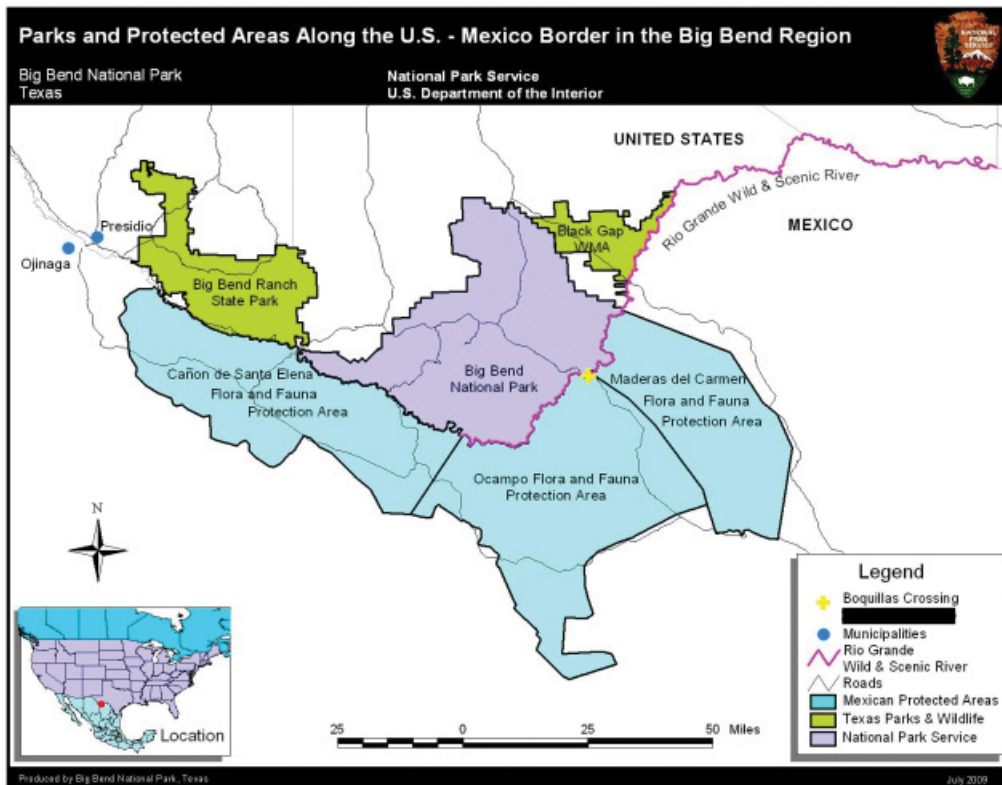 Parks and Protected Areas Along the U.S. - Mexico Border in the Big Bend Region
Big Bend National Park
Texas
National Park Service
U.S. Department of the Interior
NATIONAL
PARK
SERVICE
UNITED STATES
Rio Grande Wild & Scenic River
MEXICO
Presidio
Ojinaga
Black Gap
WMA
Big Bend Ranch
State Park
Big Bend
National Park
Cañon de Santa Elena
Flora and Fauna
Protection Area
Maderas del Carmen
Flora and Fauna
Protection Area
Ocampo Flora and Fauna
Protection Area
N
Legend
Boquillas Crossing
Municipalities
Rio Grande
Wild & Scenic River
Roads
Mexican Protected Areas
Texas Parks & Wildlife
National Park Service
Location
25 0 25 50 Miles
Produced by Big Bend National Park, Texas
July 2009